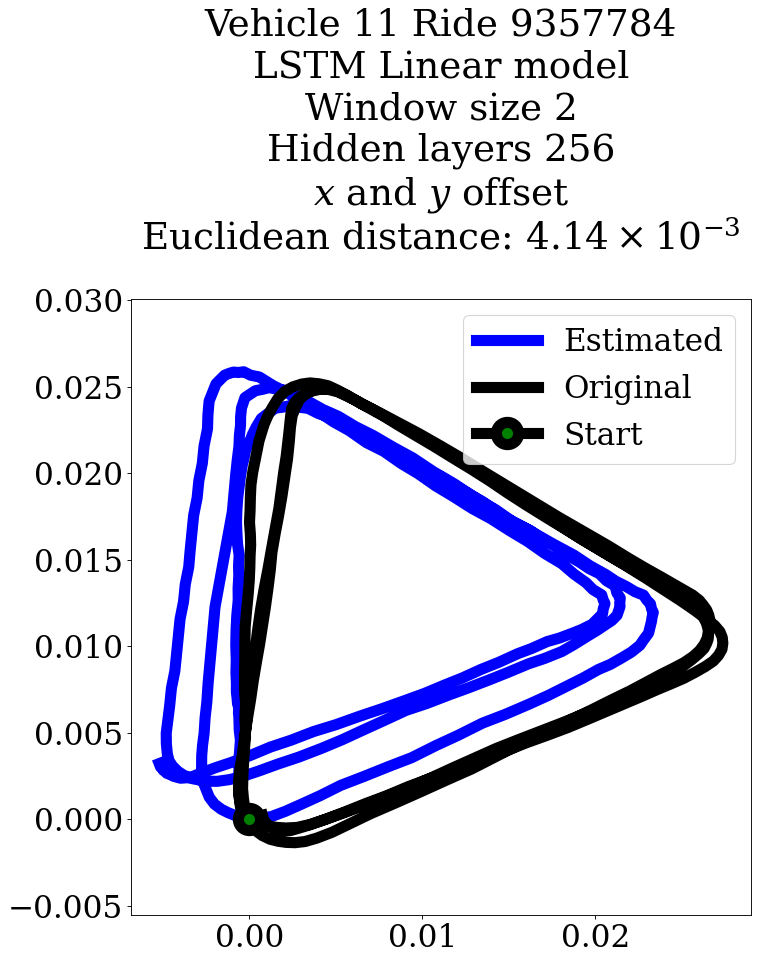 Vehicle 11 Ride 9357784
LSTM Linear model
Window size 2
Hidden layers 256
x and y offset
Euclidean distance: 4.14 × 10⁻³
0.030
Estimated
0.025
Original
Start
0.020
0.015
0.010
0.005
0.000
−0.005
0.00 0.01 0.02